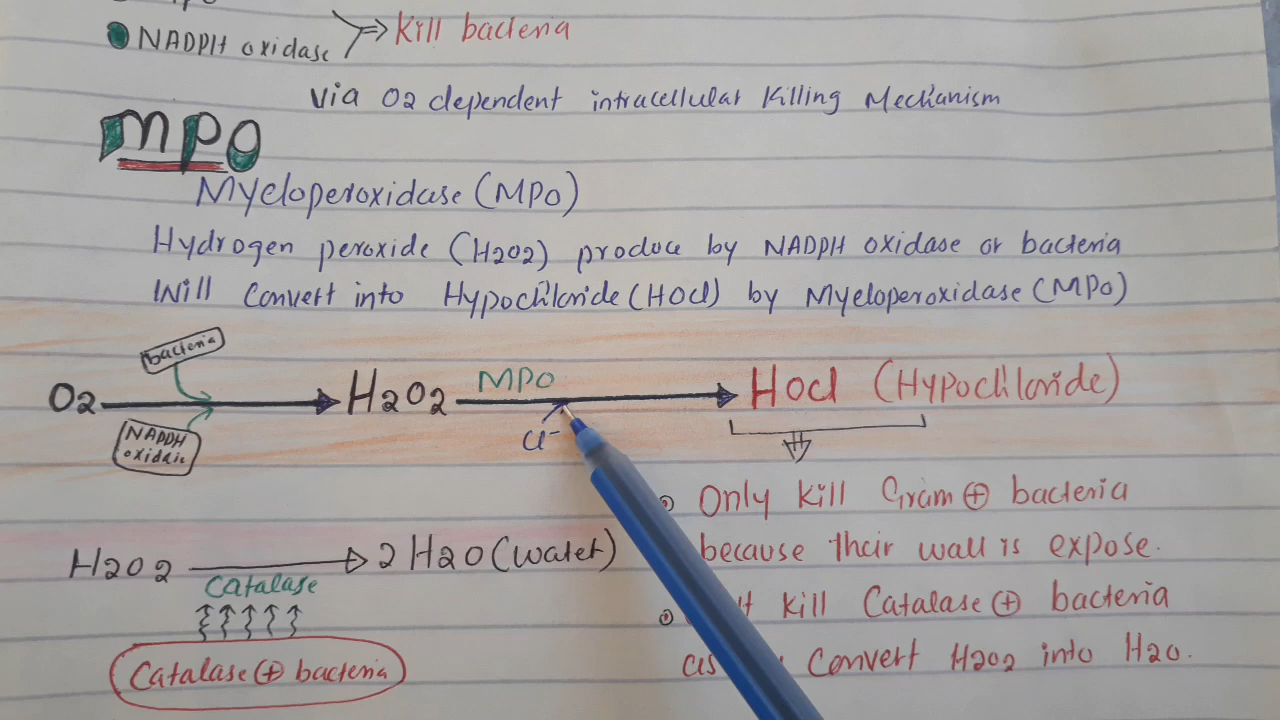 NADPH oxidase ⇒ Kill bacteria
Via O2 dependent intracellular Killing Mechanism
MPO
Myeloperoxidase (MPO)
Hydrogen peroxide (H2O2) produce by NADPH oxidase or bacteria
Will Convert into Hypochloride (HOCl) by Myeloperoxidase (MPO)
bacteria
O2 → H2O2 MPO → HOCl (Hypochloride)
NADPH
oxidase
Cl-
Only kill Gram ⊕ bacteria
because their wall is expose.
H2O2 → 2 H2O (Water)
Catalase
kill Catalase ⊕ bacteria
as convert H2O2 into H2O.
Catalase ⊕ bacteria